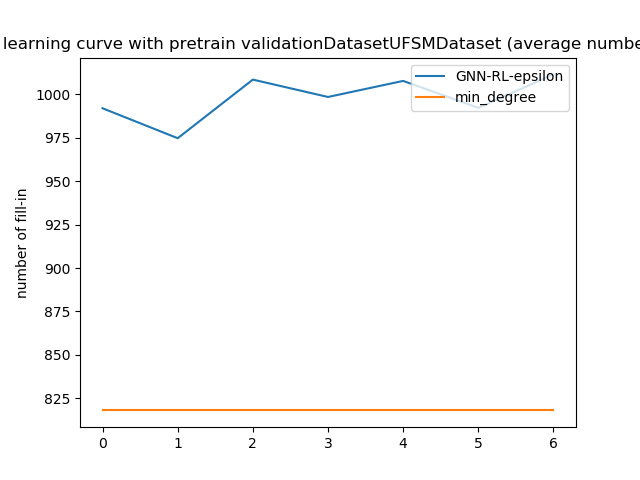 learning curve with pretrain validationDatasetUFSMDataset (average numbe
GNN-RL-epsilon
min_degree
number of fill-in
1000
975
950
925
900
875
850
825
0 1 2 3 4 5 6